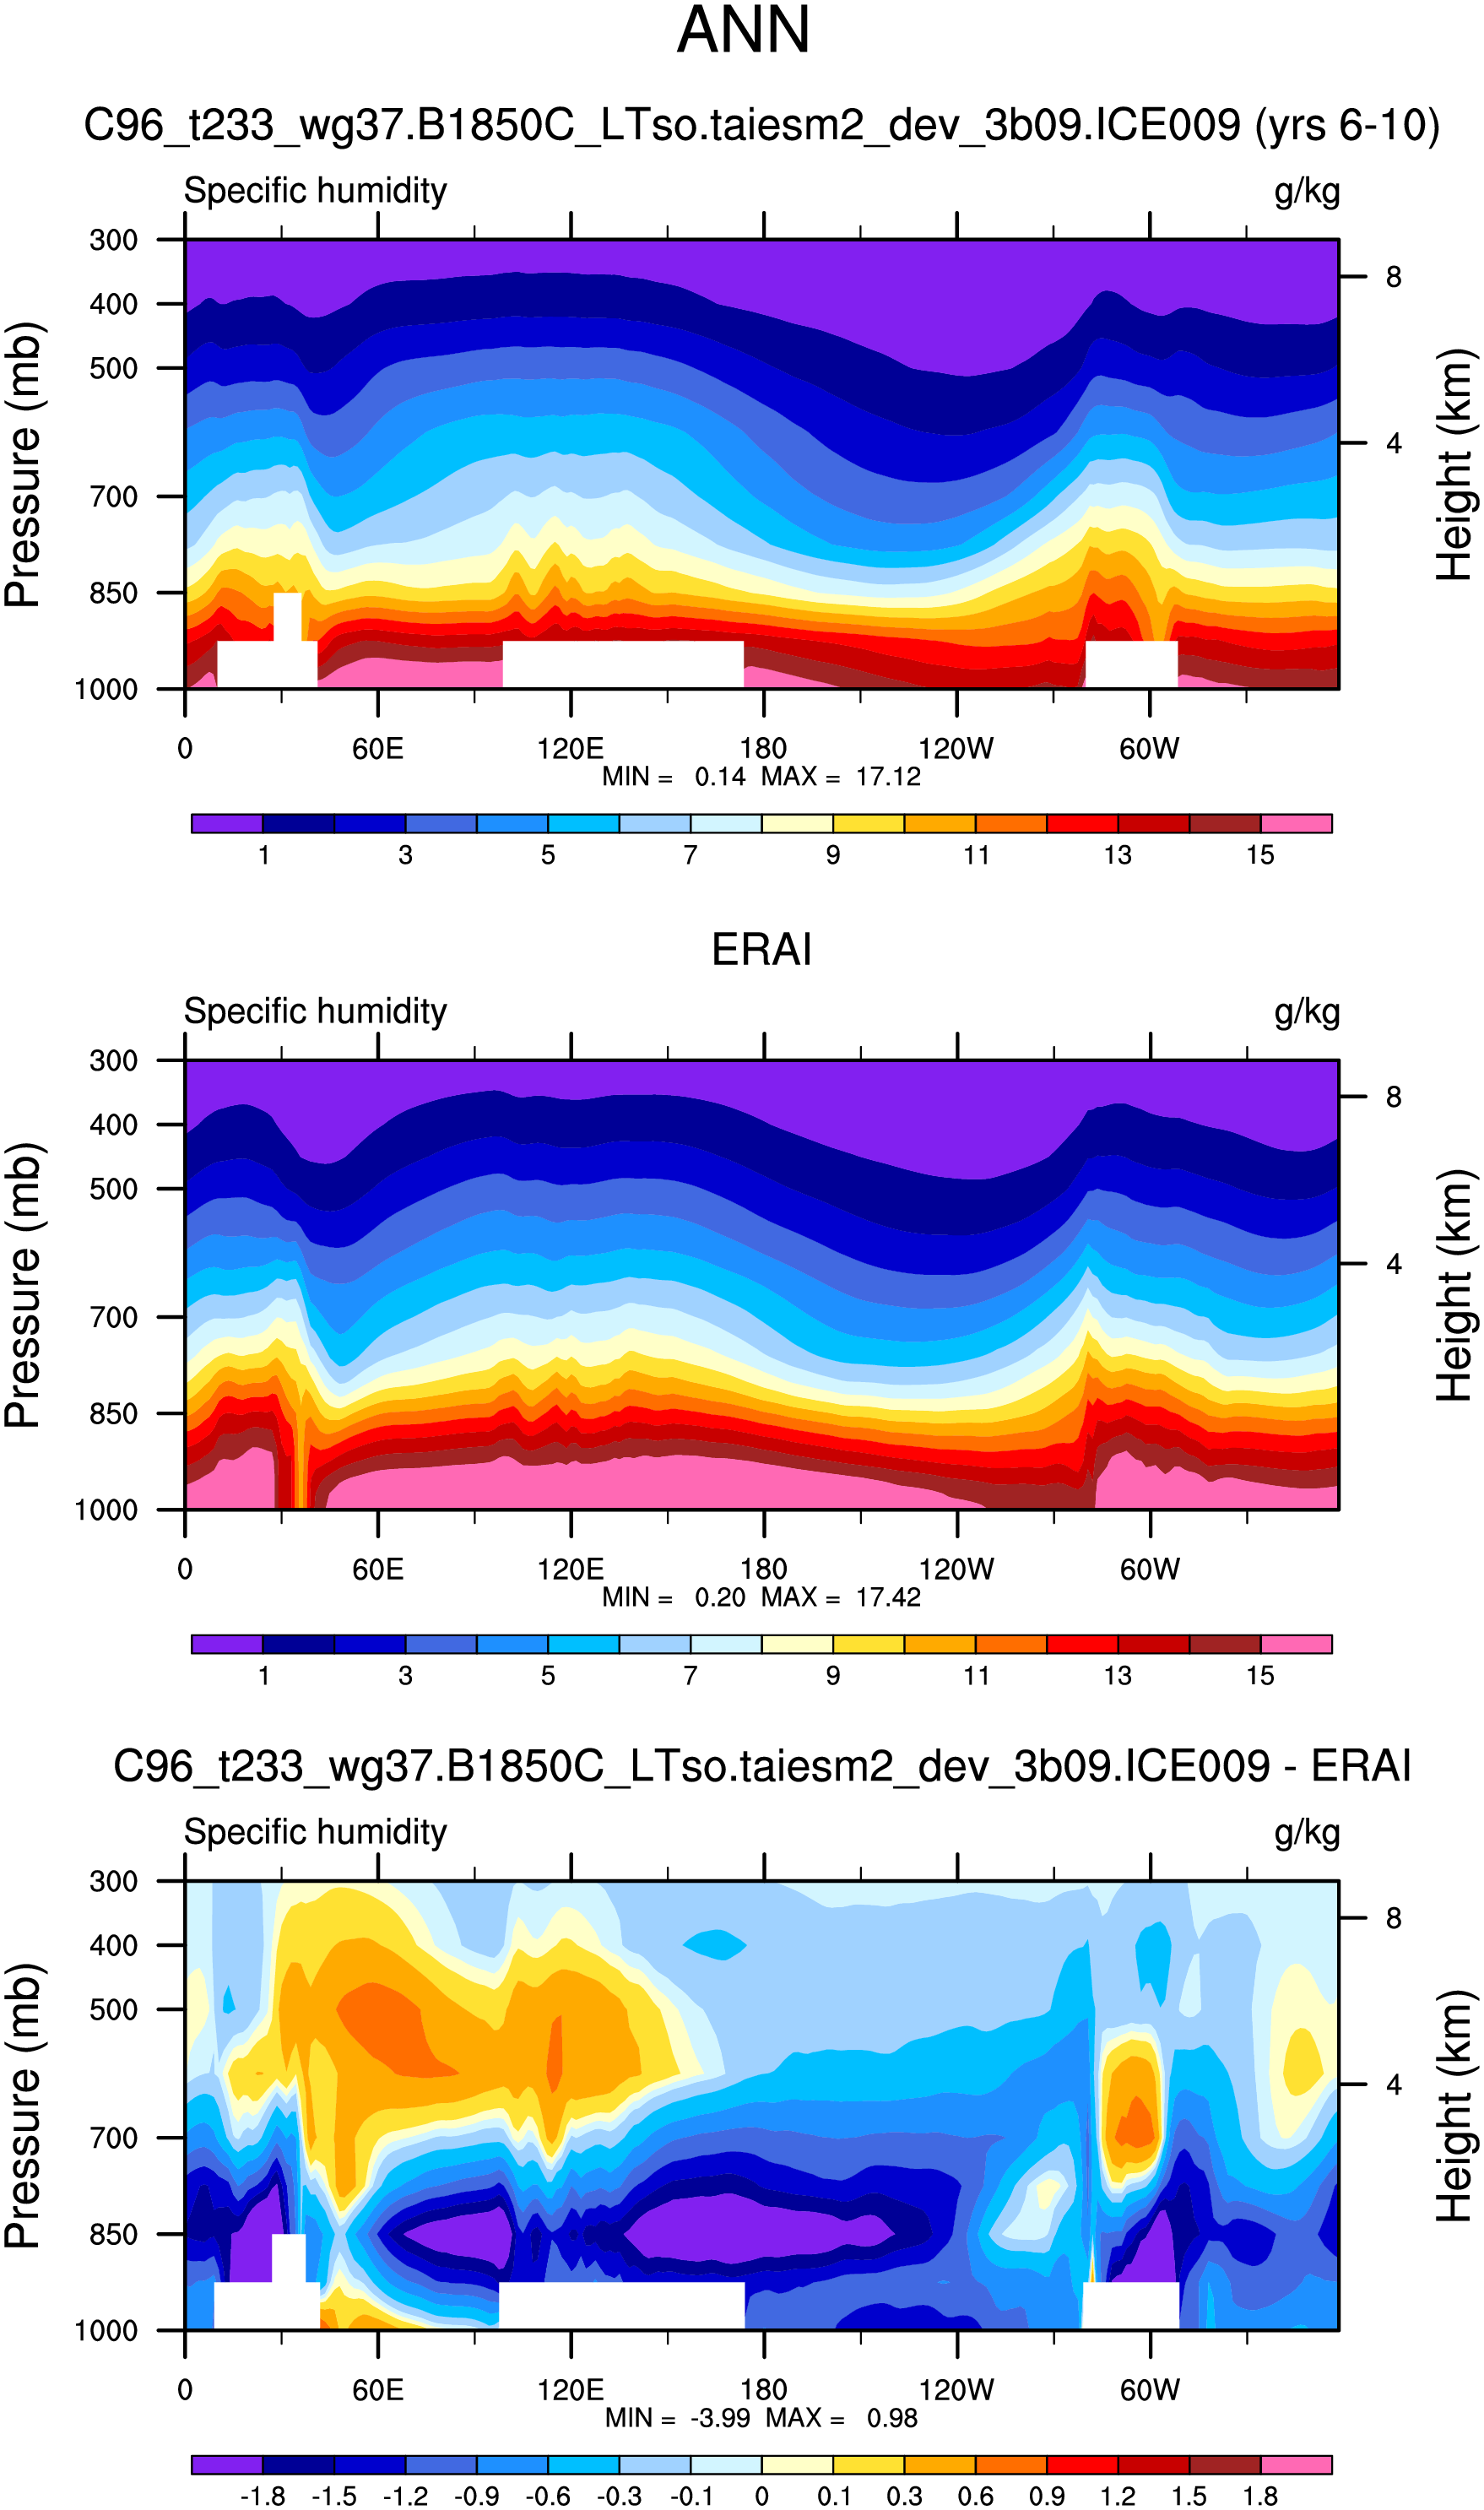 ANN
C96_t233_wg37.B1850C_LTso.taiesm2_dev_3b09.ICE009 (yrs 6-10)
Specific humidity g/kg
Pressure (mb)
300
400
500
700
850
1000
8
4
Height (km)
0 60E 120E 180 120W 60W
MIN = 0.14 MAX = 17.12
1 3 5 7 9 11 13 15
ERAI
Specific humidity g/kg
Pressure (mb)
300
400
500
700
850
1000
8
4
Height (km)
0 60E 120E 180 120W 60W
MIN = 0.20 MAX = 17.42
1 3 5 7 9 11 13 15
C96_t233_wg37.B1850C_LTso.taiesm2_dev_3b09.ICE009 - ERAI
Specific humidity g/kg
Pressure (mb)
300
400
500
700
850
1000
8
4
Height (km)
0 60E 120E 180 120W 60W
MIN = -3.99 MAX = 0.98
-1.8 -1.5 -1.2 -0.9 -0.6 -0.3 -0.1 0 0.1 0.3 0.6 0.9 1.2 1.5 1.8